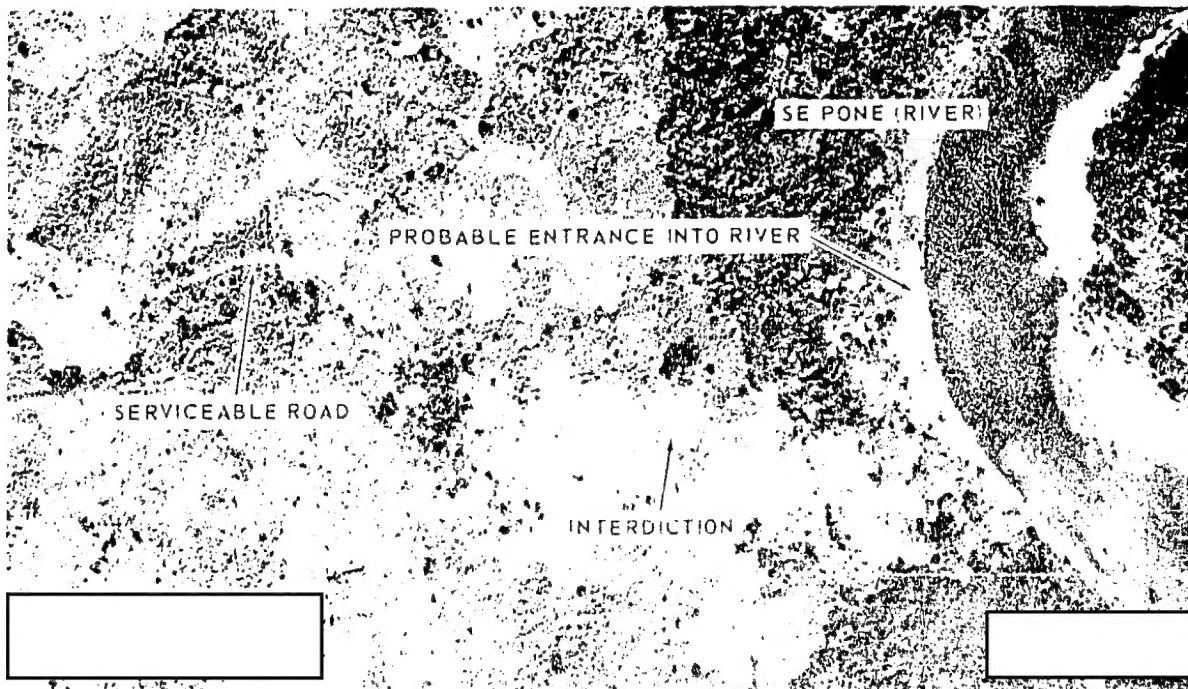 SE PONE (RIVER)
PROBABLE ENTRANCE INTO RIVER
SERVICEABLE ROAD
INTERDICTION